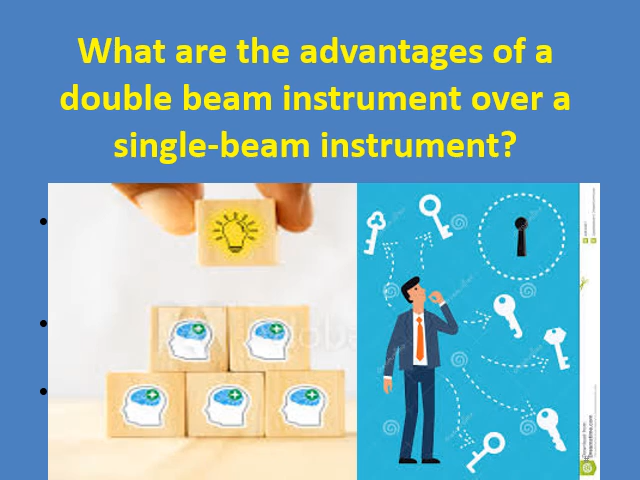 What are the advantages of a
double beam instrument over a
single-beam instrument?